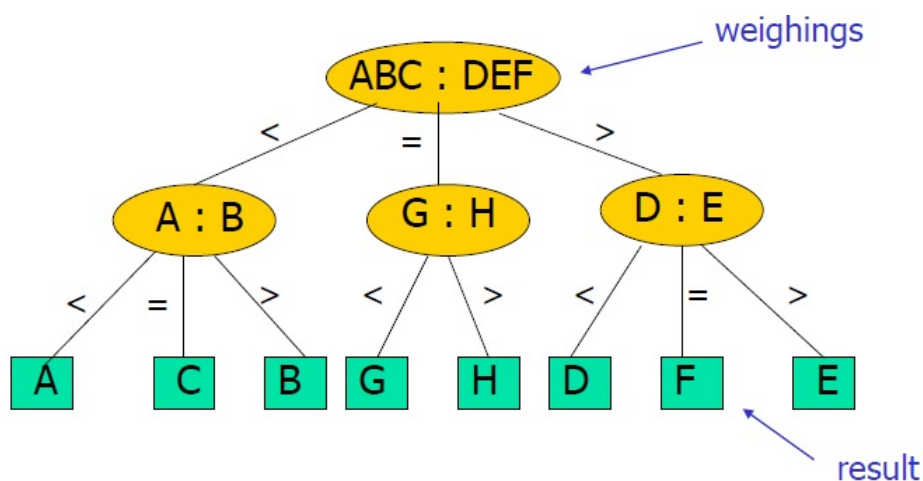 weighings
ABC : DEF
< = >
A : B G : H D : E
< = > < > < = >
A C B G H D F E
result